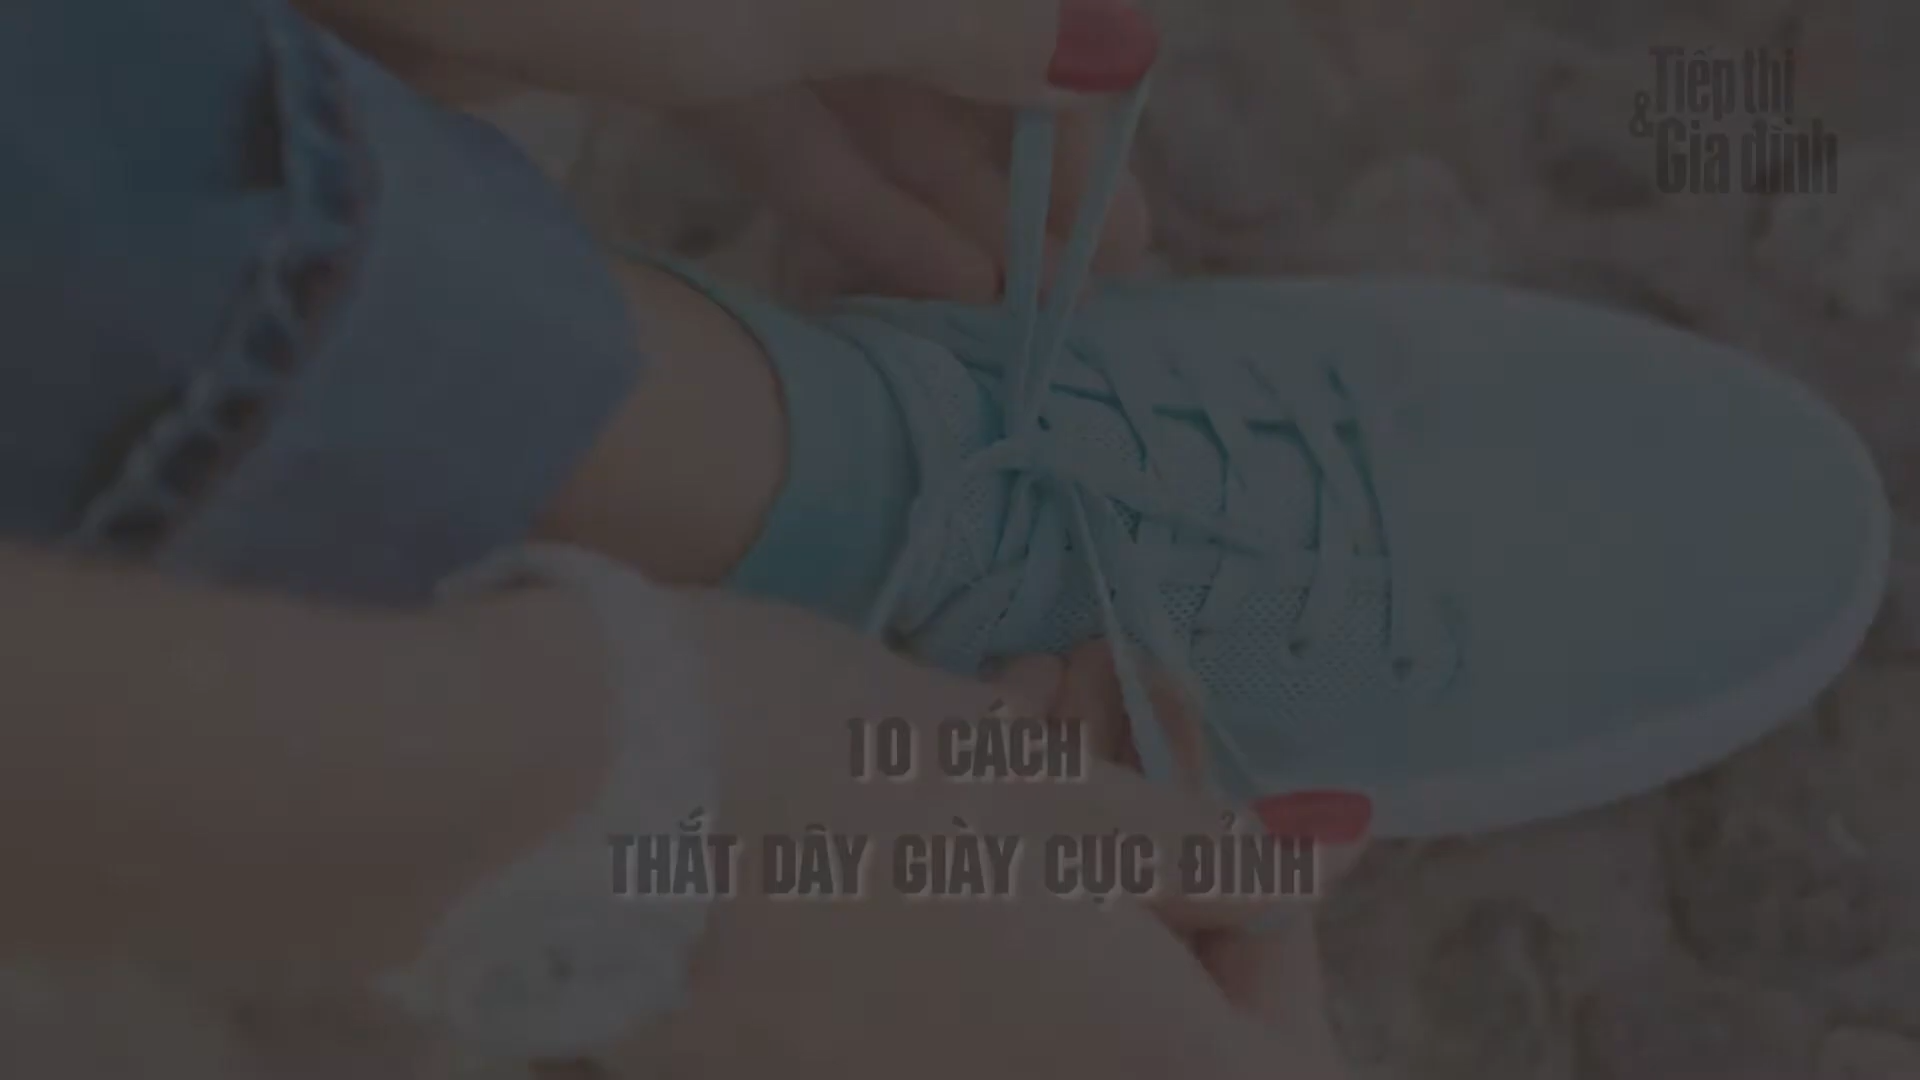 Tiếp thị
& Gia đình
10 CÁCH
THẮT DÂY GIÀY CỰC ĐỈNH